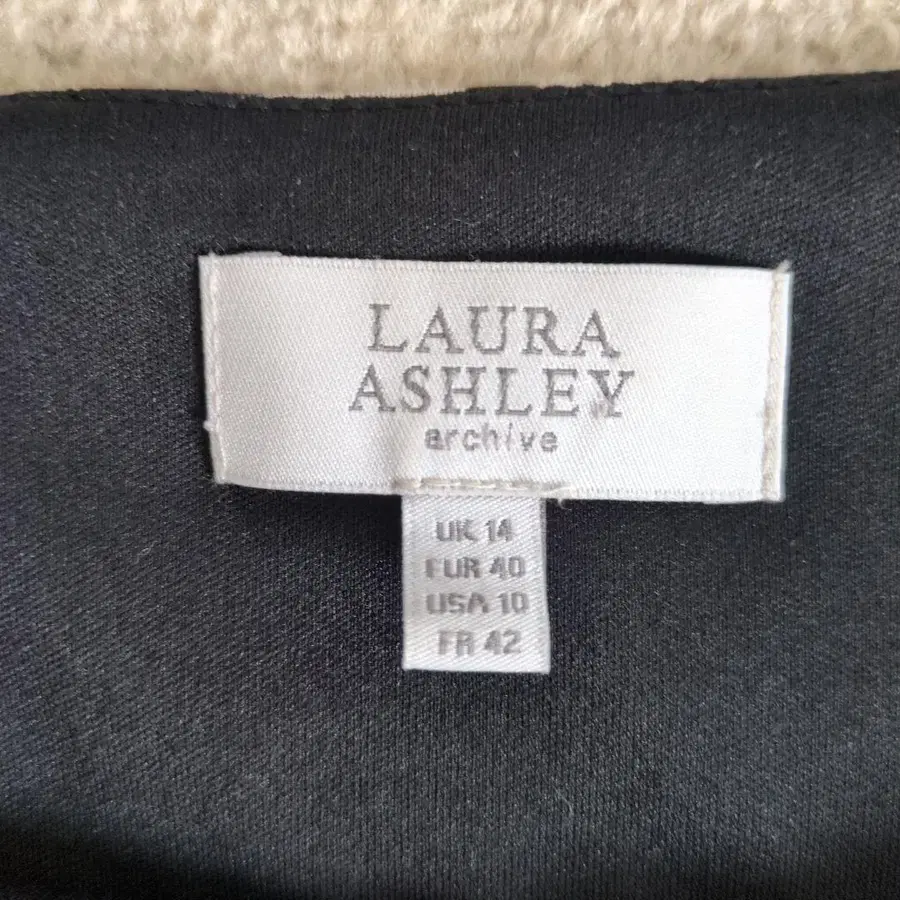 LAURA
ASHLEY
archive
UK 14
EUR 40
USA 10
FR 42